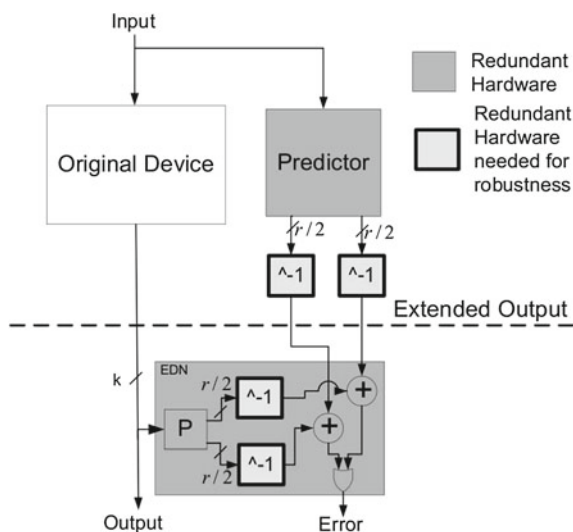 Input
Redundant
Hardware
Redundant
Hardware
needed for
robustness
Original Device
Predictor
r/2
r/2
^-1
^-1
Extended Output
k
EDN
r/2
^-1
+
P
+
r/2
^-1
Output
Error